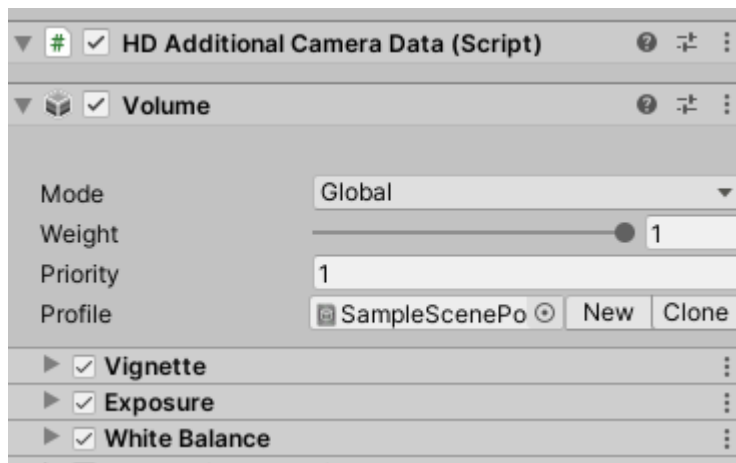 # HD Additional Camera Data (Script)
Volume
Mode Global
Weight 1
Priority 1
Profile SampleScenePo New Clone
Vignette
Exposure
White Balance